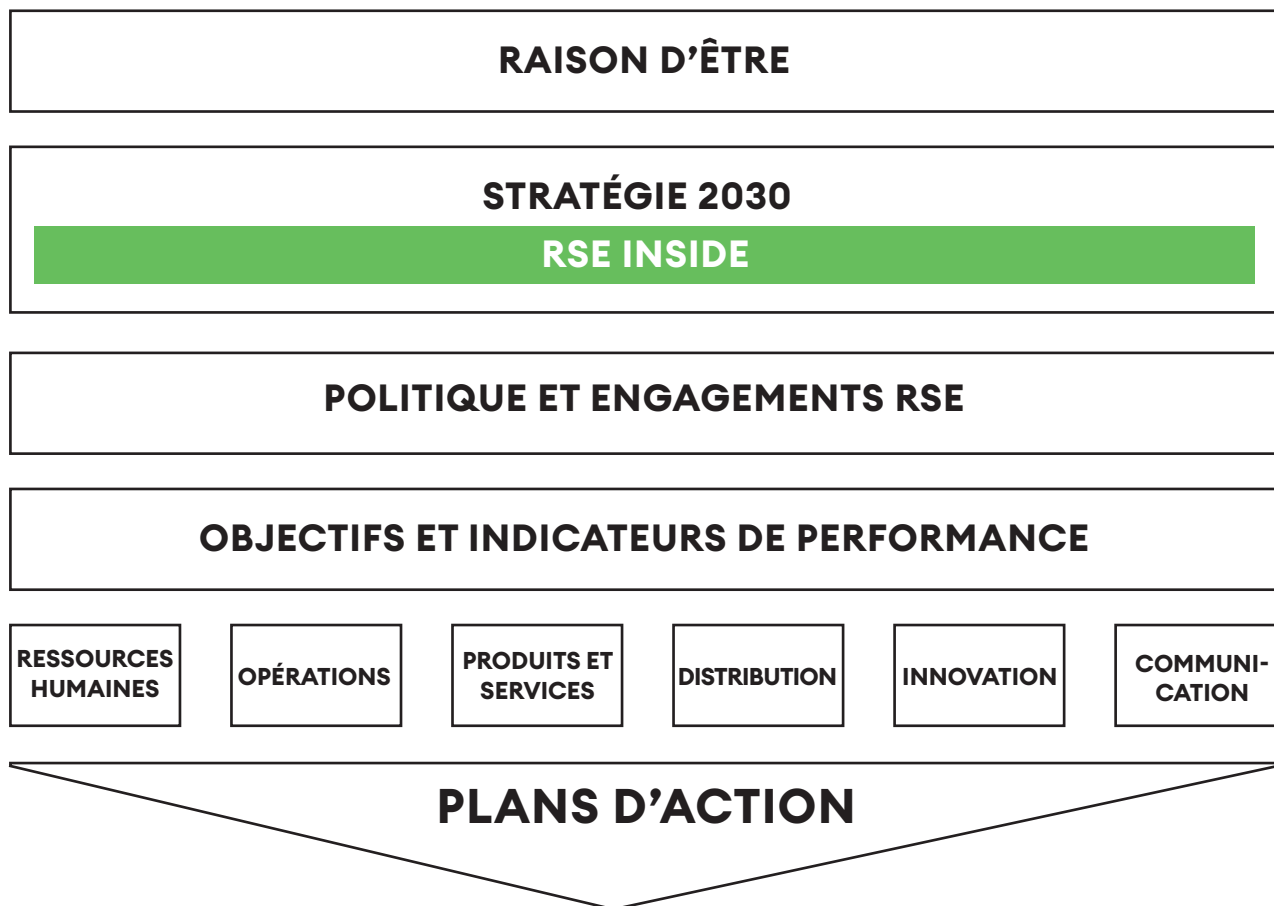 RAISON D’ÊTRE
STRATÉGIE 2030
RSE INSIDE
POLITIQUE ET ENGAGEMENTS RSE
OBJECTIFS ET INDICATEURS DE PERFORMANCE
RESSOURCES
HUMAINES
OPÉRATIONS
PRODUITS ET
SERVICES
DISTRIBUTION
INNOVATION
COMMUNI-
CATION
PLANS D’ACTION